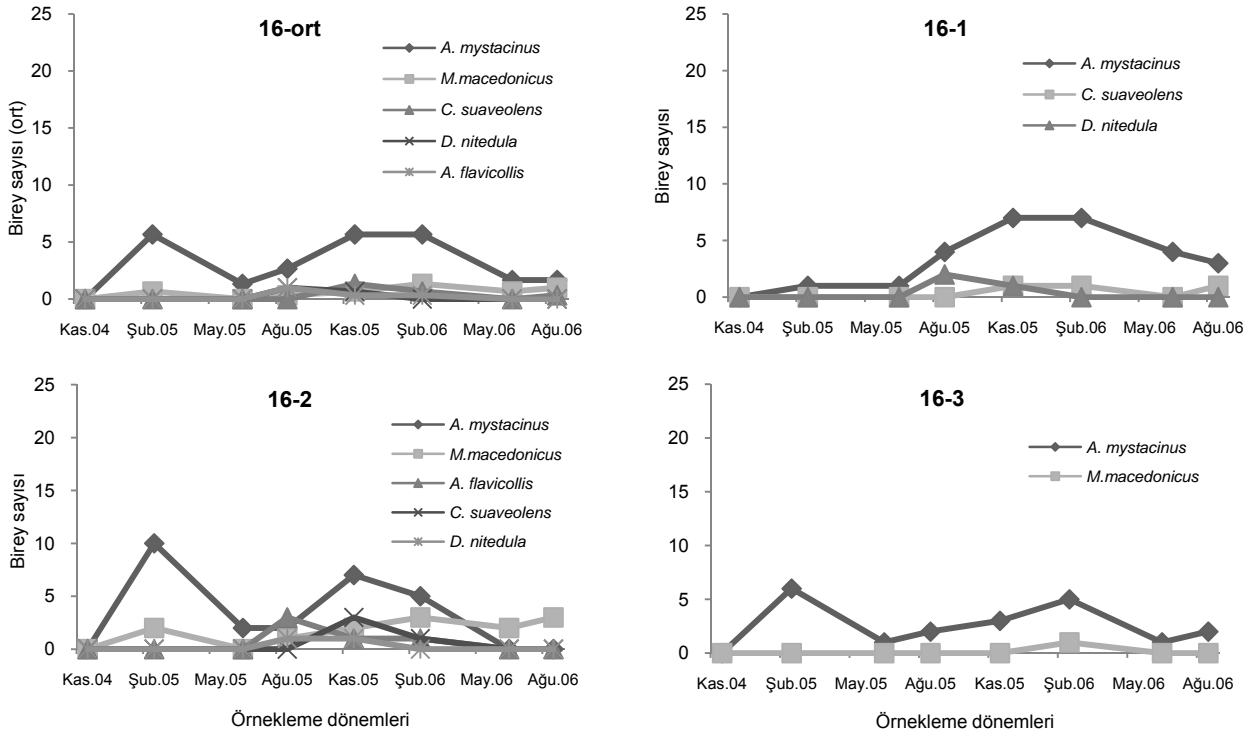 16-ort
Birey sayısı (ort)
25
20
15
10
5
0
A. mystacinus
M.macedonicus
C. suaveolens
D. nitedula
A. flavicollis
Kas.04 Şub.05 May.05 Ağu.05 Kas.05 Şub.06 May.06 Ağu.06
16-1
Birey sayısı
25
20
15
10
5
0
A. mystacinus
C. suaveolens
D. nitedula
Kas.04 Şub.05 May.05 Ağu.05 Kas.05 Şub.06 May.06 Ağu.06
16-2
Birey sayısı
25
20
15
10
5
0
A. mystacinus
M.macedonicus
A. flavicollis
C. suaveolens
D. nitedula
Kas.04 Şub.05 May.05 Ağu.05 Kas.05 Şub.06 May.06 Ağu.06
Örnekleme dönemleri
16-3
25
20
15
10
5
0
A. mystacinus
M.macedonicus
Kas.04 Şub.05 May.05 Ağu.05 Kas.05 Şub.06 May.06 Ağu.06
Örnekleme dönemleri